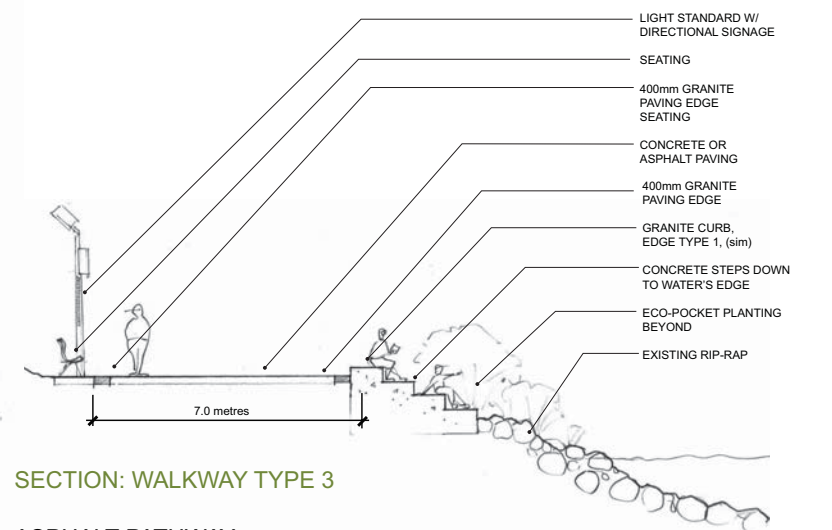 LIGHT STANDARD W/
DIRECTIONAL SIGNAGE
SEATING
400mm GRANITE
PAVING EDGE
SEATING
CONCRETE OR
ASPHALT PAVING
400mm GRANITE
PAVING EDGE
GRANITE CURB,
EDGE TYPE 1, (sim)
CONCRETE STEPS DOWN
TO WATER'S EDGE
ECO-POCKET PLANTING
BEYOND
EXISTING RIP-RAP
7.0 metres
SECTION: WALKWAY TYPE 3